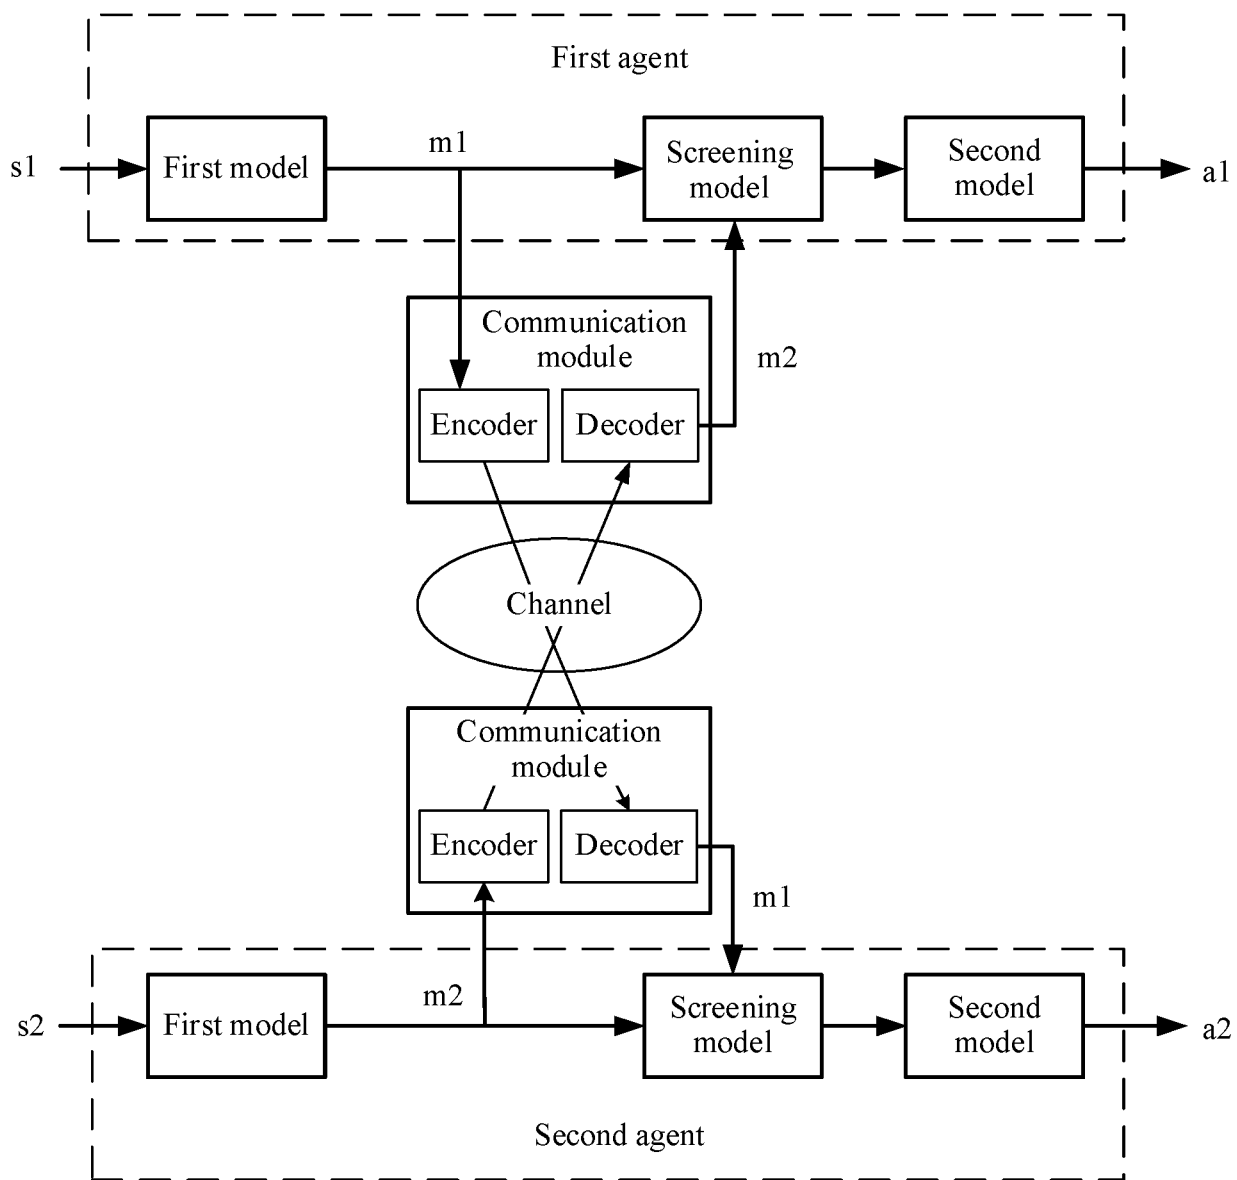 First agent
s1
First model
m1
Screening
model
Second
model
a1
Communication
module
m2
Encoder
Decoder
Channel
Communication
module
Encoder
Decoder
m1
s2
First model
m2
Screening
model
Second
model
a2
Second agent